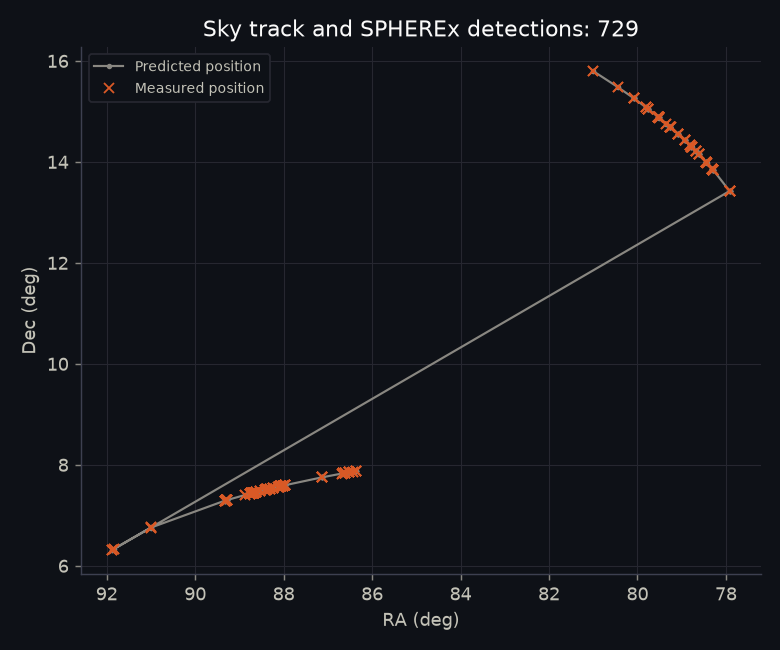 Sky track and SPHEREx detections: 729
Predicted position
Measured position
16
14
12
10
8
6
Dec (deg)
92 90 88 86 84 82 80 78
RA (deg)